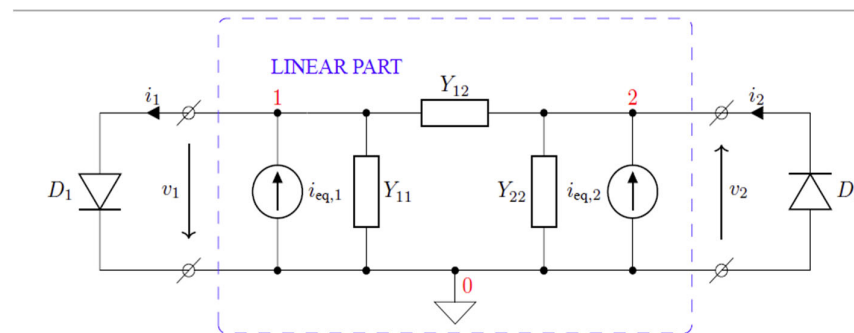 LINEAR PART
Y12
i1
1
2
i2
D1
v1
ieq,1
Y11
Y22
ieq,2
v2
D
0